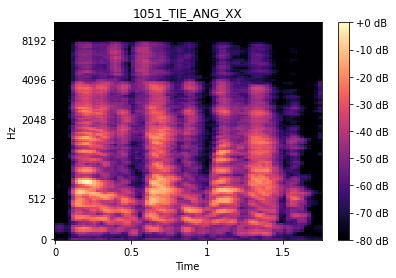 1051_TIE_ANG_XX
8192
4096
2048
1024
512
0
Hz
0
0.5
1
1.5
Time
+0 dB
-10 dB
-20 dB
-30 dB
-40 dB
-50 dB
-60 dB
-70 dB
-80 dB